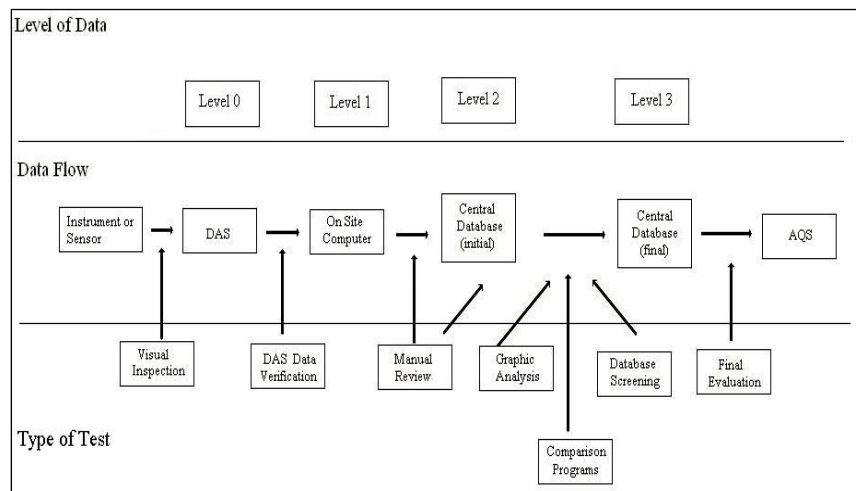 Level of Data
Level 0
Level 1
Level 2
Level 3
Data Flow
Instrument or
Sensor
DAS
On Site
Computer
Central
Database
(initial)
Central
Database
(final)
AQS
Visual
Inspection
DAS Data
Verification
Manual
Review
Graphic
Analysis
Database
Screening
Final
Evaluation
Type of Test
Comparison
Programs